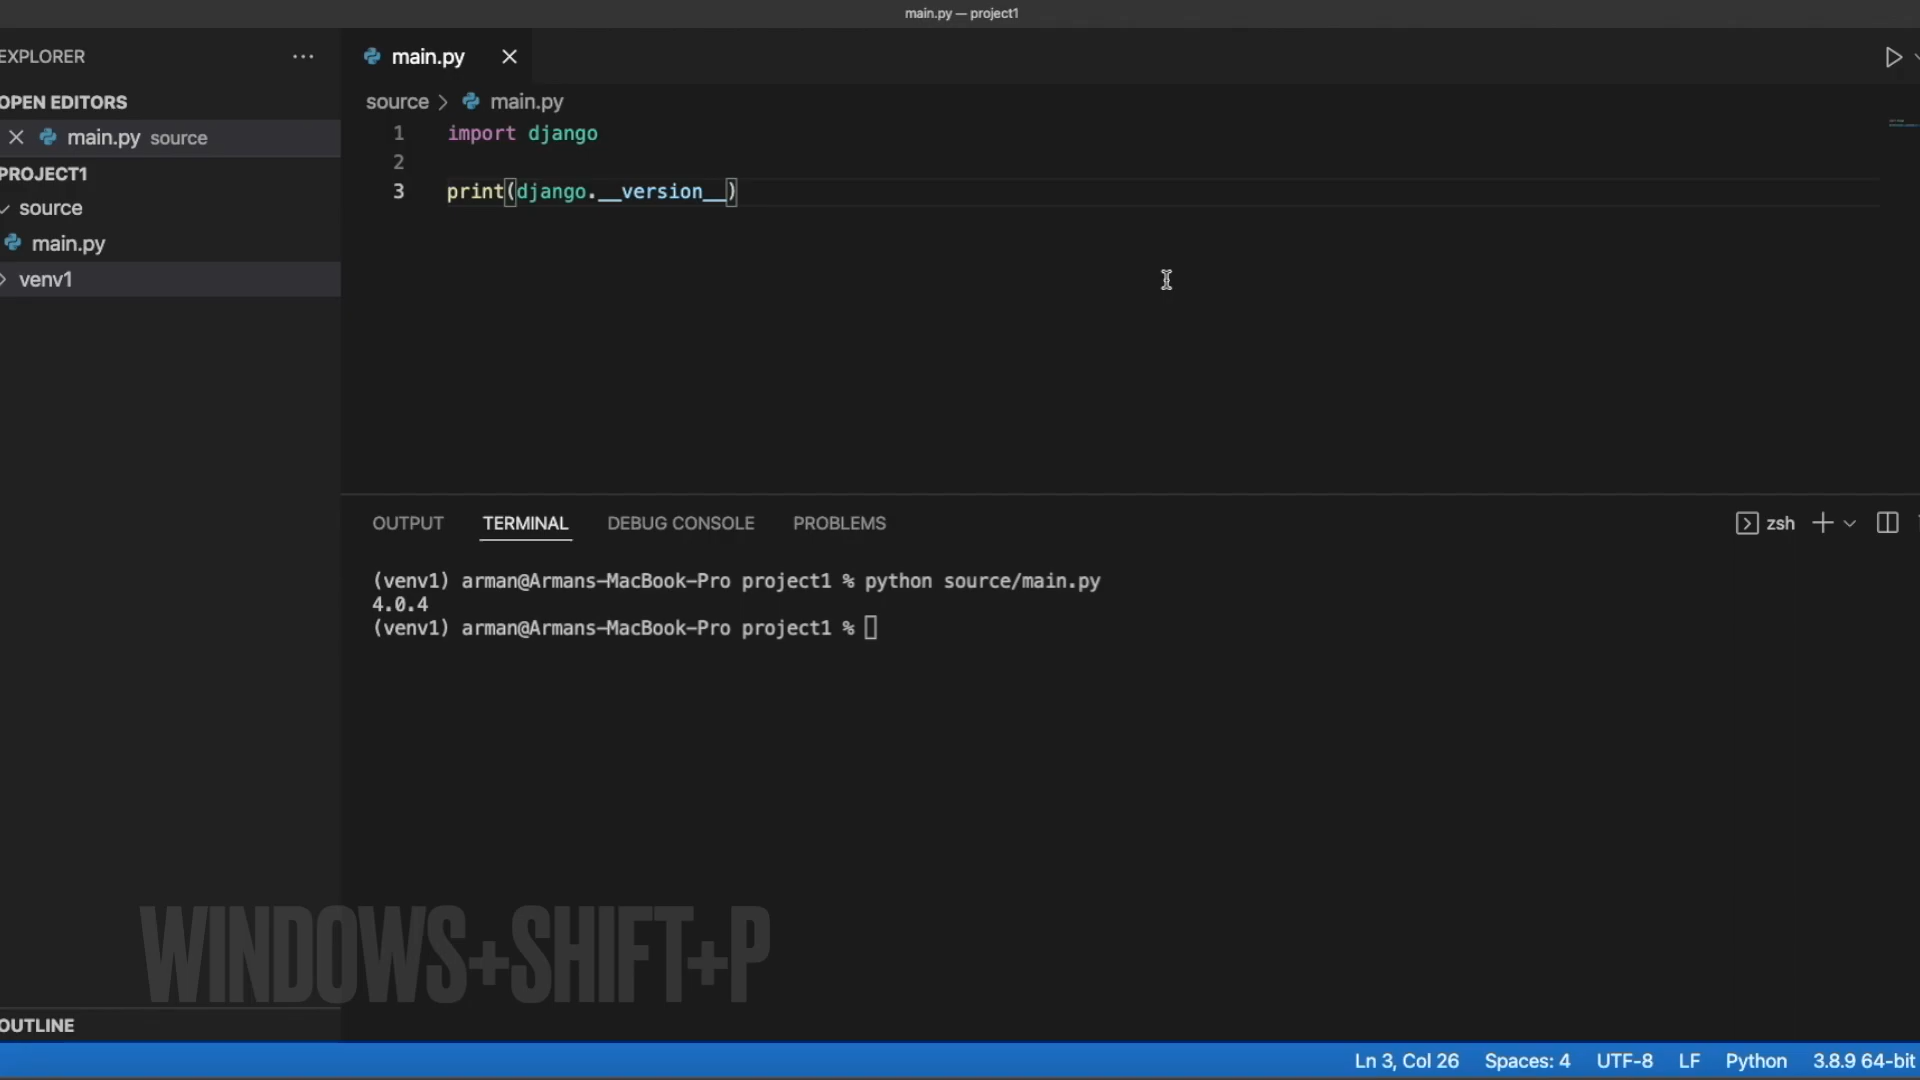 main.py — project1
EXPLORER
OPEN EDITORS
main.py source
PROJECT1
source
main.py
venv1
OUTLINE
main.py
source > main.py
1 import django
2
3 print(django.__version__)
OUTPUT TERMINAL DEBUG CONSOLE PROBLEMS
zsh
(venv1) arman@Armans-MacBook-Pro project1 % python source/main.py
4.0.4
(venv1) arman@Armans-MacBook-Pro project1 %
WINDOWS+SHIFT+P
Ln 3, Col 26 Spaces: 4 UTF-8 LF Python 3.8.9 64-bit